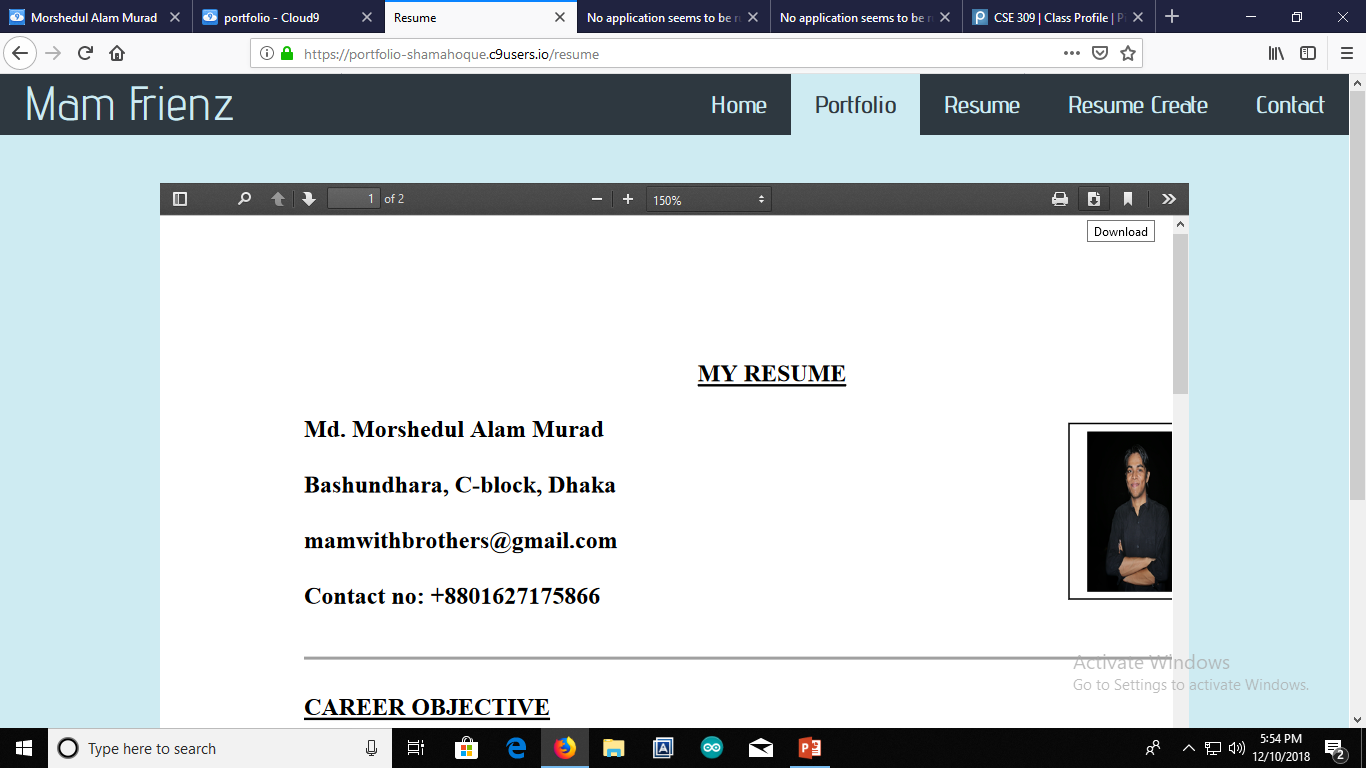 Morshedul Alam Murad
portfolio - Cloud9
Resume
No application seems to be
No application seems to be
CSE 309 | Class Profile |
https://portfolio-shamahoque.c9users.io/resume
Mam Frienz
Home
Portfolio
Resume
Resume Create
Contact
1 of 2
150%
Download
MY RESUME
Md. Morshedul Alam Murad
Bashundhara, C-block, Dhaka
mamwithbrothers@gmail.com
Contact no: +8801627175866
CAREER OBJECTIVE
Activate Windows
Go to Settings to activate Windows.
Type here to search
5:54 PM
12/10/2018
2